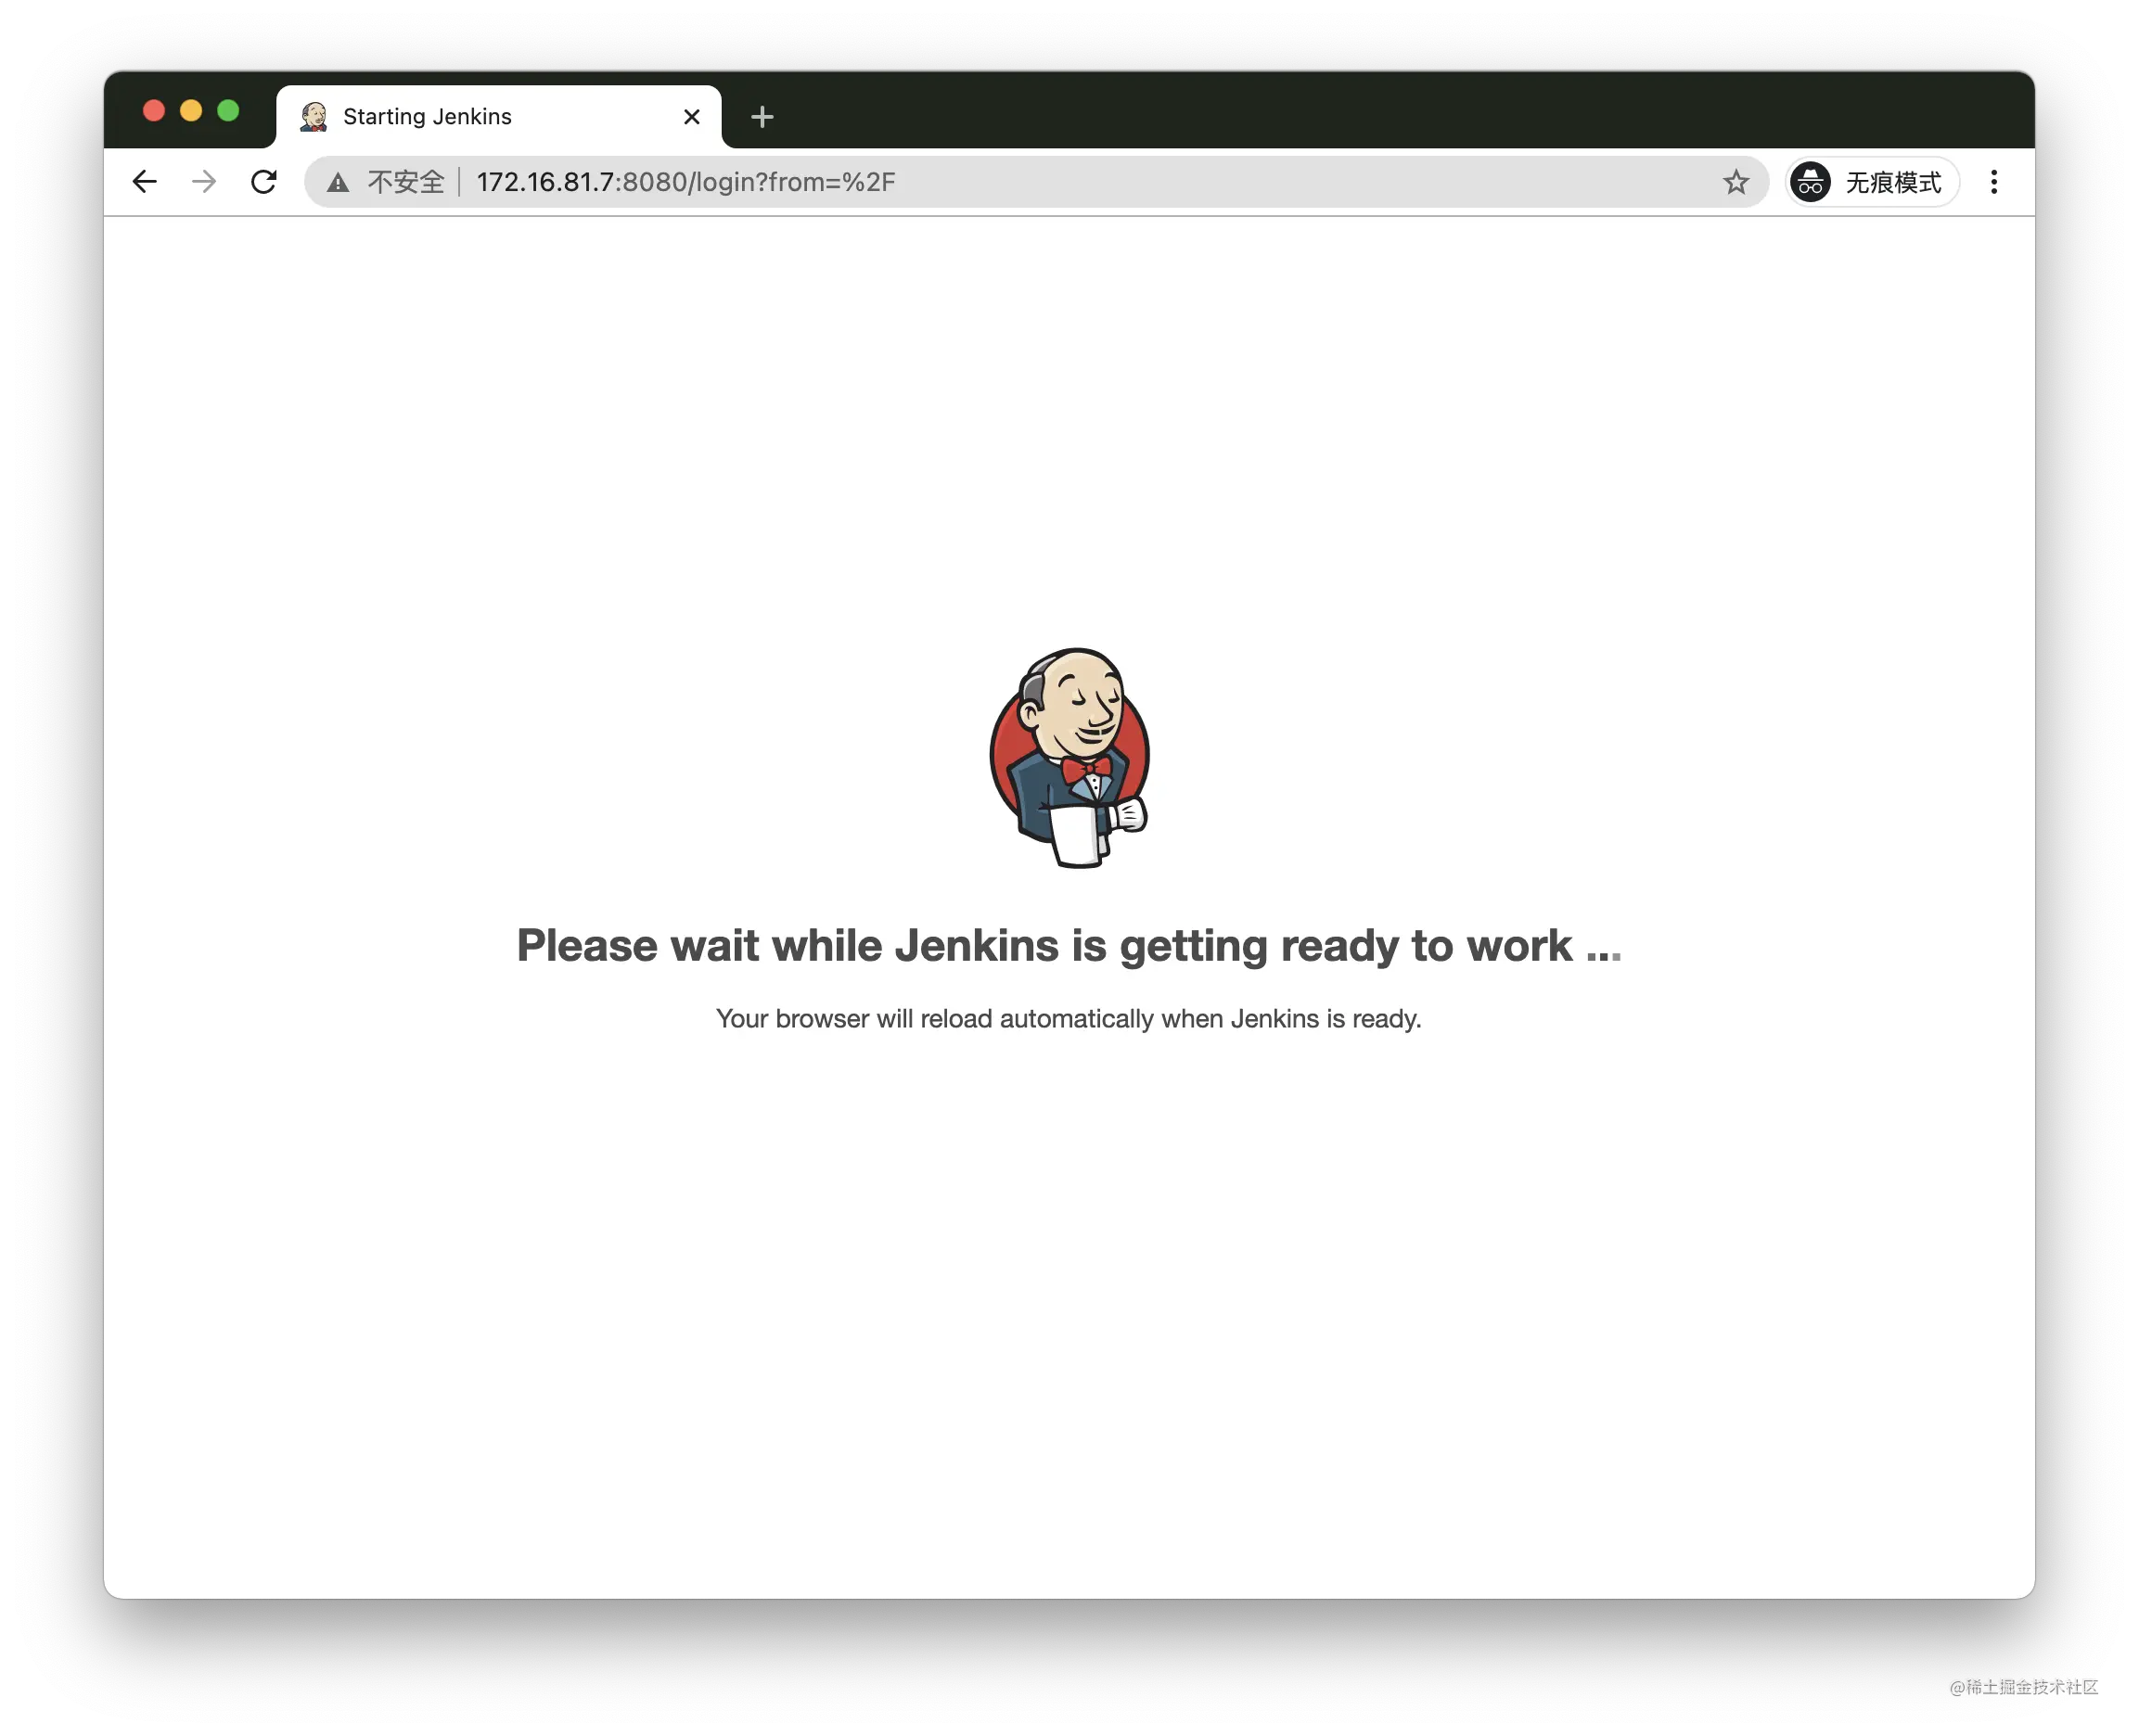 Starting Jenkins
不安全 172.16.81.7:8080/login?from=%2F
无痕模式
Please wait while Jenkins is getting ready to work ...
Your browser will reload automatically when Jenkins is ready.
@稀土掘金技术社区